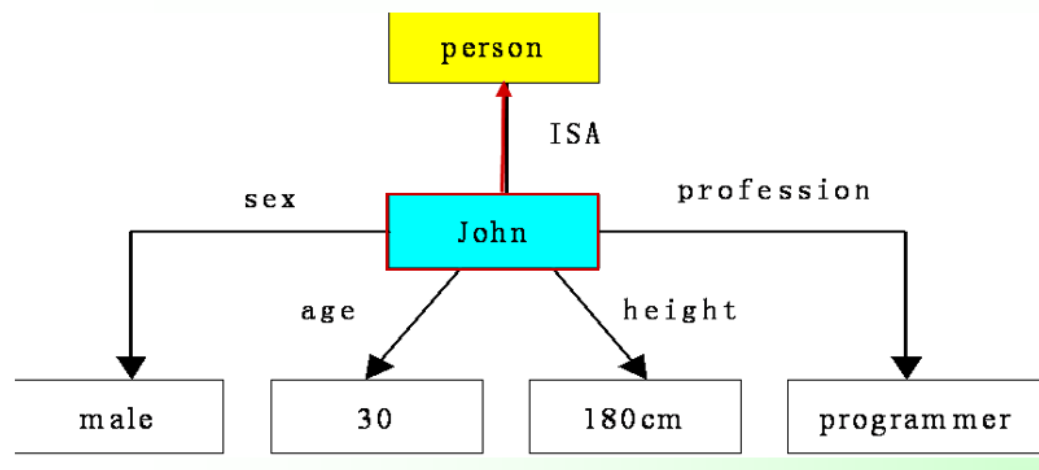 person
ISA
sex
profession
John
age
height
male
30
180cm
programmer